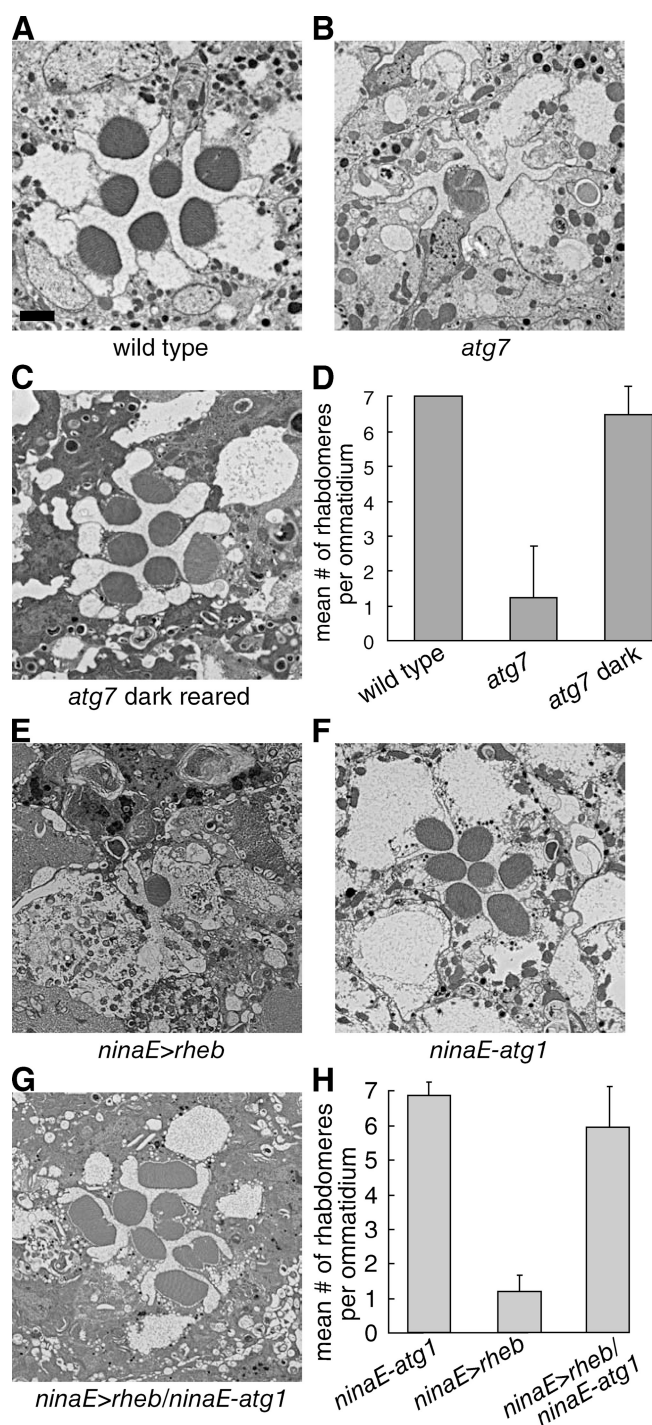 A
B
wild type
atg7
C
D
7
6
5
4
3
2
1
0
mean # of rhabdomeres
per ommatidium
wild type
atg7
atg7 dark
atg7 dark reared
E
F
ninaE>rheb
ninaE-atg1
G
H
7
6
5
4
3
2
1
0
mean # of rhabdomeres
per ommatidium
ninaE-atg1
ninaE>rheb
ninaE>rheb/
ninaE-atg1
ninaE>rheb/ninaE-atg1